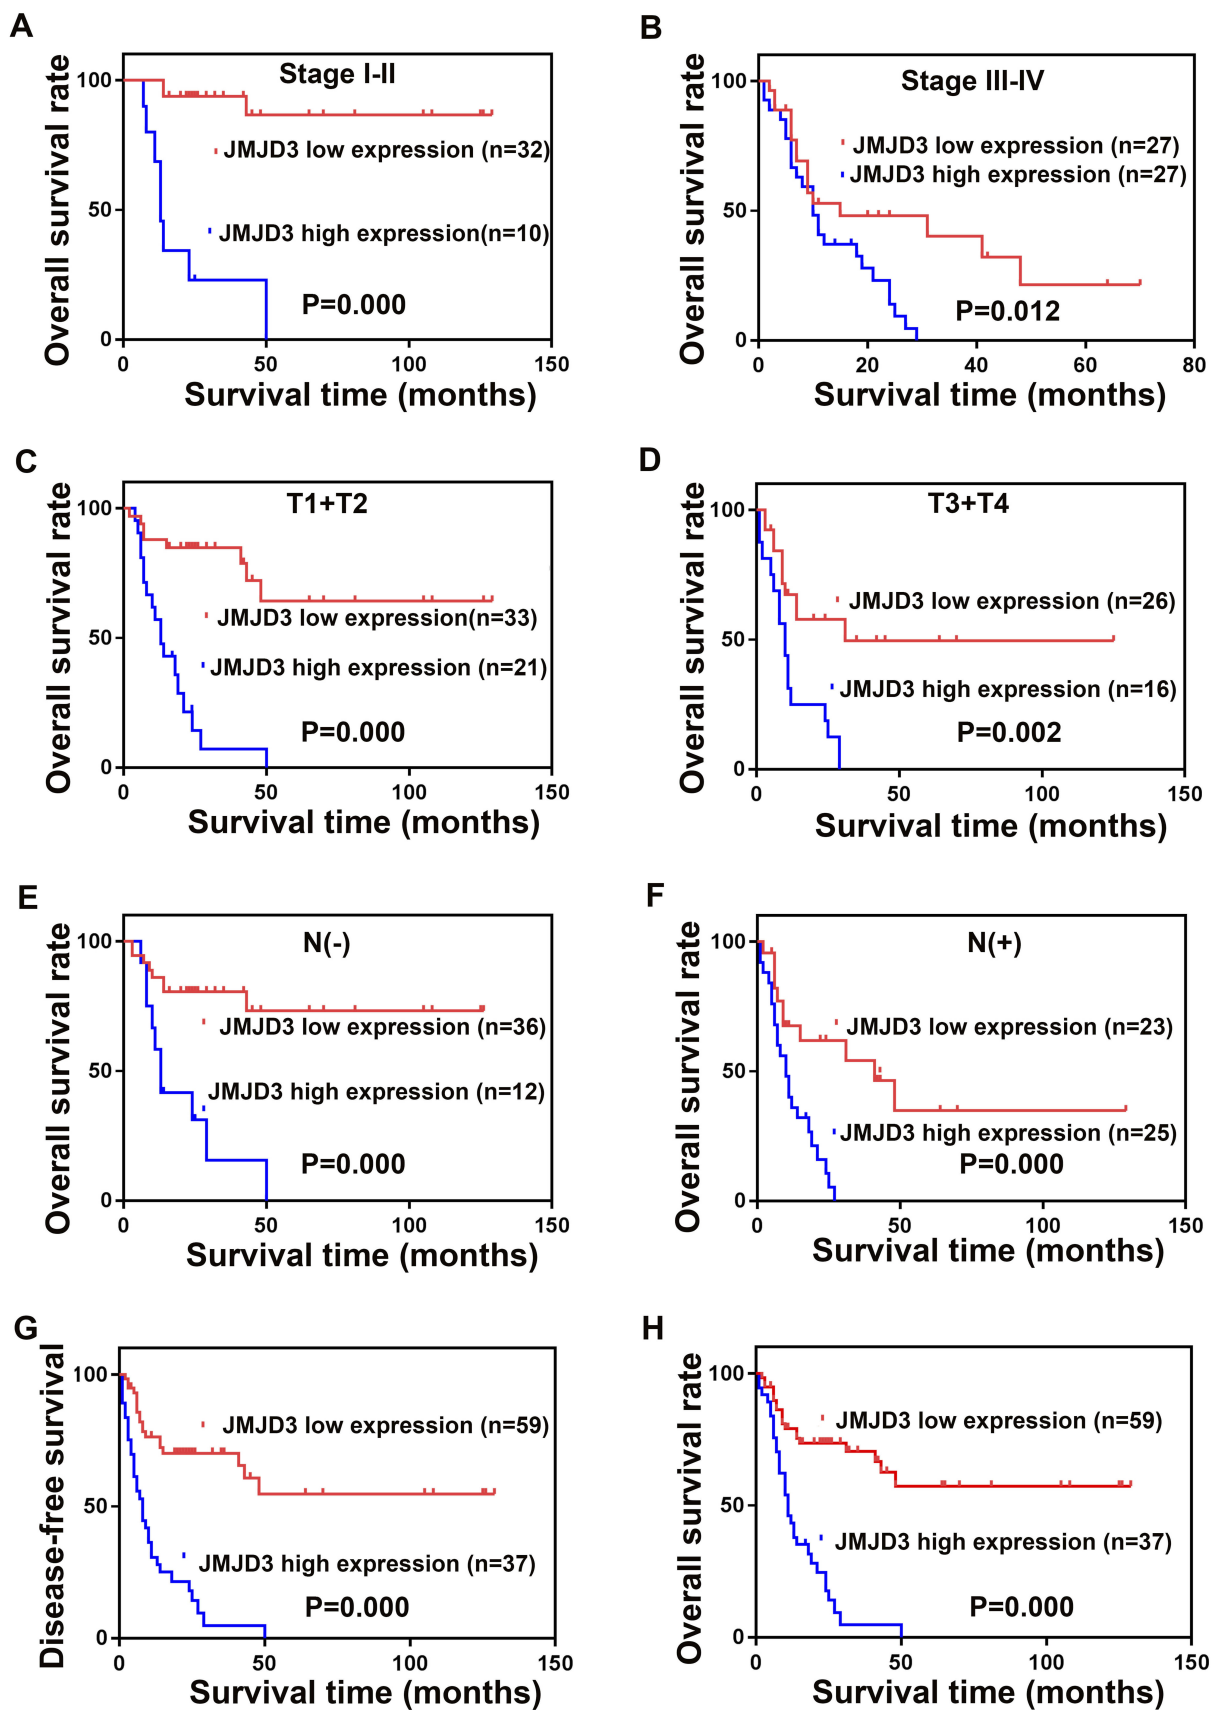 A
Overall survival rate
Stage I-II
100
50
0
JMJD3 low expression (n=32)
JMJD3 high expression(n=10)
P=0.000
0 50 100 150
Survival time (months)
B
Overall survival rate
Stage III-IV
100
50
0
JMJD3 low expression (n=27)
JMJD3 high expression (n=27)
P=0.012
0 20 40 60 80
Survival time (months)
C
Overall survival rate
T1+T2
100
50
0
JMJD3 low expression(n=33)
JMJD3 high expression (n=21)
P=0.000
0 50 100 150
Survival time (months)
D
Overall survival rate
T3+T4
100
50
0
JMJD3 low expression (n=26)
JMJD3 high expression (n=16)
P=0.002
0 50 100 150
Survival time (months)
E
Overall survival rate
N(-)
100
50
0
JMJD3 low expression (n=36)
JMJD3 high expression (n=12)
P=0.000
0 50 100 150
Survival time (months)
F
Overall survival rate
N(+)
100
50
0
JMJD3 low expression (n=23)
JMJD3 high expression (n=25)
P=0.000
0 50 100 150
Survival time (months)
G
Disease-free survival
100
50
0
JMJD3 low expression (n=59)
JMJD3 high expression (n=37)
P=0.000
0 50 100 150
Survival time (months)
H
Overall survival rate
100
50
0
JMJD3 low expression (n=59)
JMJD3 high expression (n=37)
P=0.000
0 50 100 150
Survival time (months)